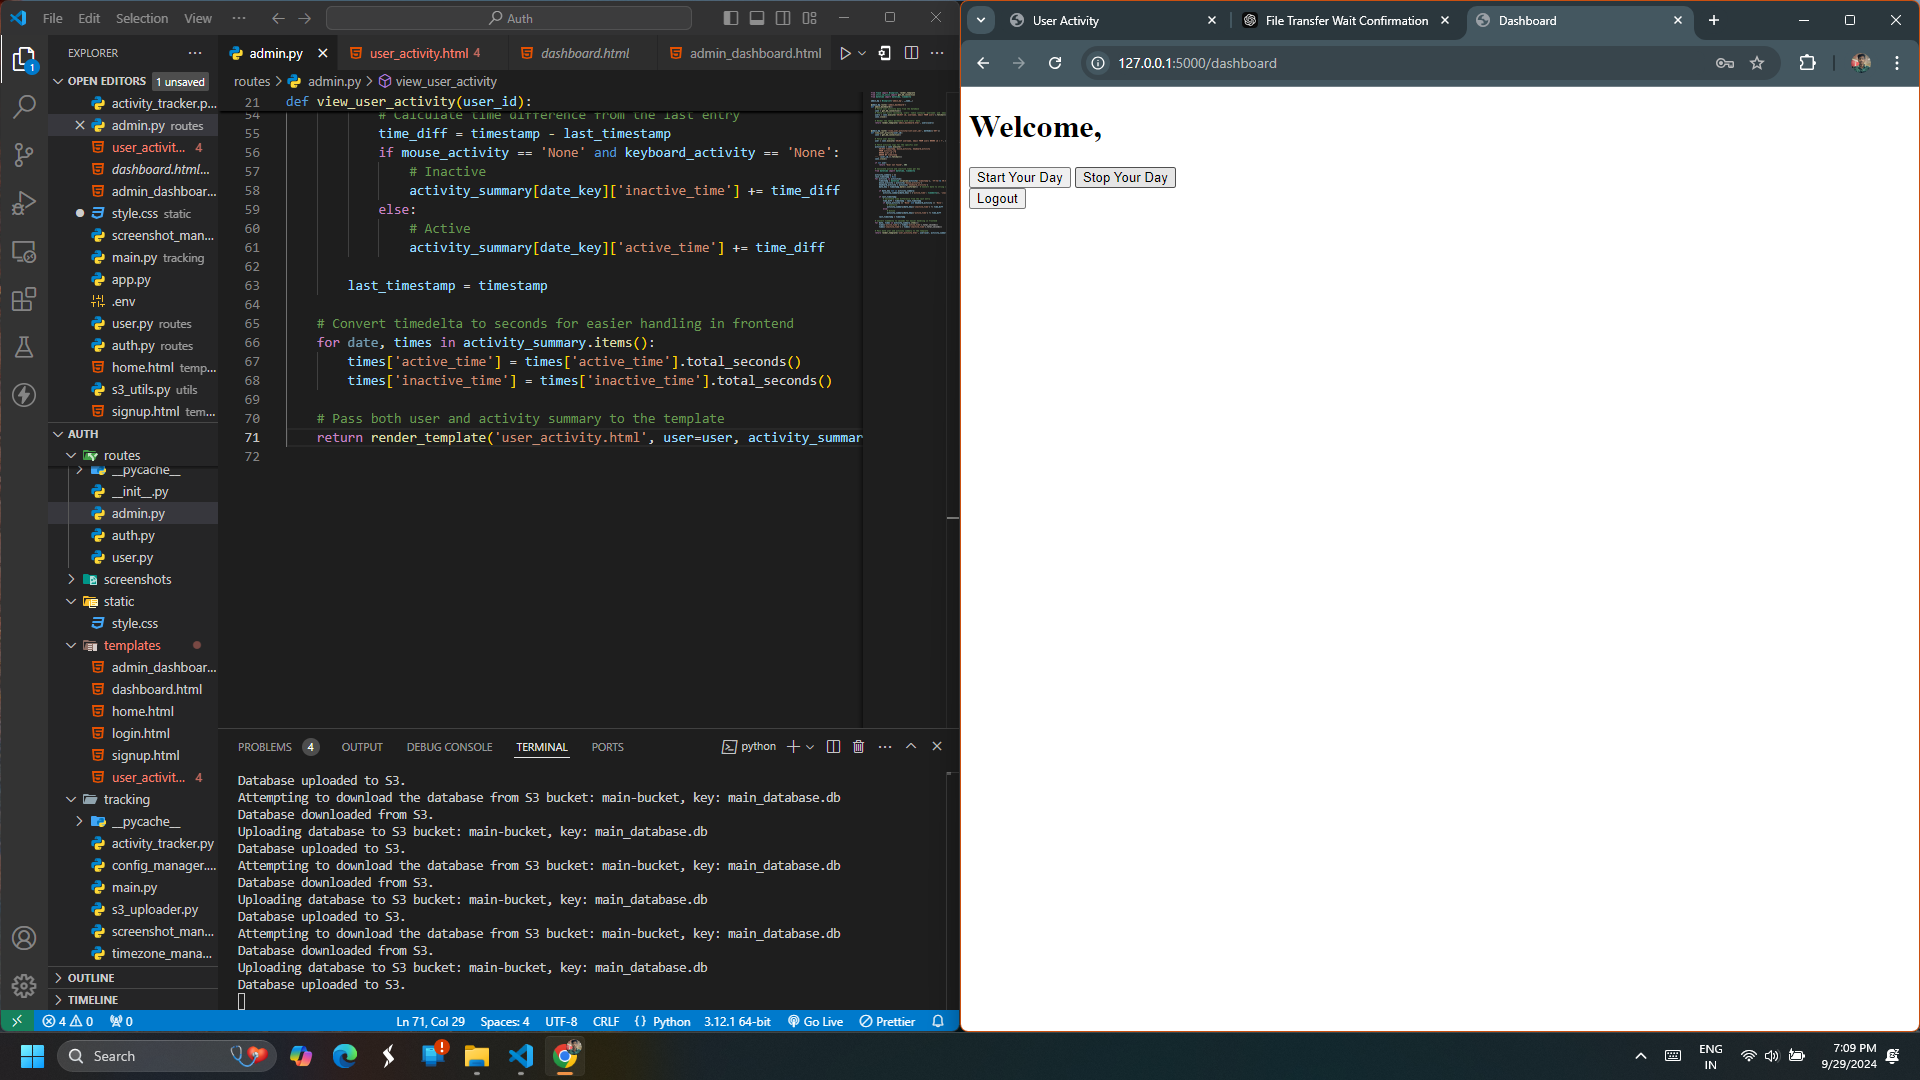 File Edit Selection View
Auth
EXPLORER
OPEN EDITORS 1 unsaved
activity_tracker.p...
admin.py routes
user_activit... 4
dashboard.html...
admin_dashboar...
style.css static
screenshot_man...
main.py tracking
app.py
.env
user.py routes
auth.py routes
home.html temp...
s3_utils.py utils
signup.html tem...
AUTH
routes
__pycache__
__init__.py
admin.py
auth.py
user.py
screenshots
static
style.css
templates
admin_dashboar...
dashboard.html
home.html
login.html
signup.html
user_activit... 4
tracking
__pycache__
activity_tracker.py
config_manager....
main.py
s3_uploader.py
screenshot_man...
timezone_mana...
OUTLINE
TIMELINE
admin.py user_activity.html 4 dashboard.html admin_dashboard.html
routes > admin.py > view_user_activity
21 def view_user_activity(user_id):
54 # Calculate time difference from the last entry
55 time_diff = timestamp - last_timestamp
56 if mouse_activity == 'None' and keyboard_activity == 'None':
57 # Inactive
58 activity_summary[date_key]['inactive_time'] += time_diff
59 else:
60 # Active
61 activity_summary[date_key]['active_time'] += time_diff
62
63 last_timestamp = timestamp
64
65 # Convert timedelta to seconds for easier handling in frontend
66 for date, times in activity_summary.items():
67 times['active_time'] = times['active_time'].total_seconds()
68 times['inactive_time'] = times['inactive_time'].total_seconds()
69
70 # Pass both user and activity summary to the template
71 return render_template('user_activity.html', user=user, activity_summar
72
PROBLEMS 4 OUTPUT DEBUG CONSOLE TERMINAL PORTS python
Database uploaded to S3.
Attempting to download the database from S3 bucket: main-bucket, key: main_database.db
Database downloaded from S3.
Uploading database to S3 bucket: main-bucket, key: main_database.db
Database uploaded to S3.
Attempting to download the database from S3 bucket: main-bucket, key: main_database.db
Database downloaded from S3.
Uploading database to S3 bucket: main-bucket, key: main_database.db
Database uploaded to S3.
Attempting to download the database from S3 bucket: main-bucket, key: main_database.db
Database downloaded from S3.
Uploading database to S3 bucket: main-bucket, key: main_database.db
Database uploaded to S3.
4 0 0 Ln 71, Col 29 Spaces: 4 UTF-8 CRLF {} Python 3.12.1 64-bit Go Live Prettier
User Activity File Transfer Wait Confirmation Dashboard
127.0.0.1:5000/dashboard
Welcome,
Start Your Day Stop Your Day
Logout
Search
ENG
IN
7:09 PM
9/29/2024